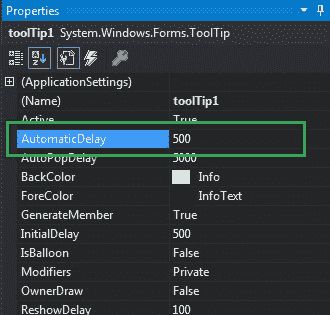 Properties
toolTip1 System.Windows.Forms.ToolTip
(ApplicationSettings)
(Name) toolTip1
Active True
AutomaticDelay 500
AutoPopDelay 5000
BackColor Info
ForeColor InfoText
GenerateMember True
InitialDelay 500
IsBalloon False
Modifiers Private
OwnerDraw False
ReshowDelay 100